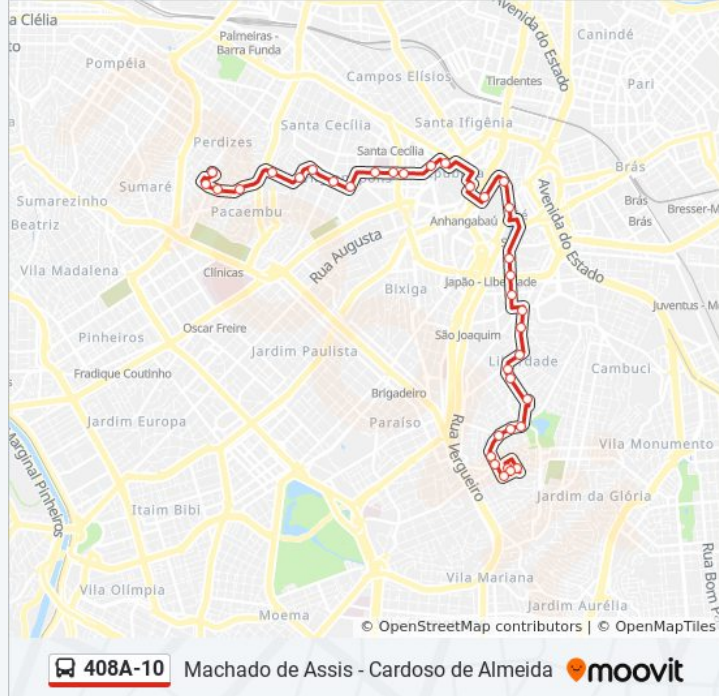 a Clélia
to
Palmeiras -
Barra Funda
Avenida do Estado
Canindé
Pompéia
Campos Elísios
Tiradentes
Pari
Santa Cecília
Santa Ifigênia
Perdizes
Santa Cecília
Brás
Sumaré
Sumarezinho
Pacaembu
Anhangabaú
Avenida do Estado
Brás
Brás
Bresser-M
Beatriz
Rua Augusta
Vila Madalena
Clínicas
Bixiga
Japão - Liberdade
Juventus - Mo
Pinheiros
Oscar Freire
São Joaquim
Jardim Paulista
Liberdade
Fradique Coutinho
Cambuci
Brigadeiro
Jardim Europa
Paraíso
Rua Vergueiro
Vila Monumento
Marginal Pinheiros
Itaim Bibi
Jardim da Glória
Rua Bom P
Vila Olímpia
Vila Mariana
Moema
Jardim Aurélia
© OpenStreetMap contributors | © OpenMapTiles
408A-10 Machado de Assis - Cardoso de Almeida moovit